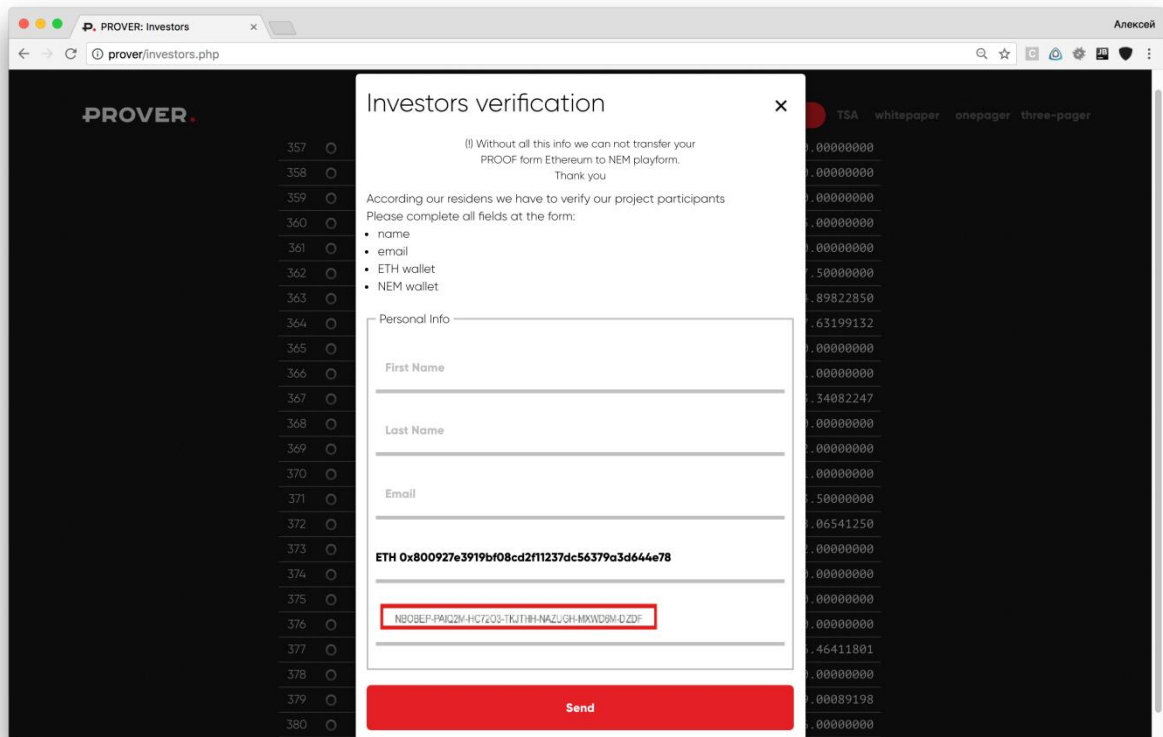 PROVER: Investors
Алексей
prover/investors.php
PROVER.
TSA whitepaper onepager three-pager
Investors verification
(!) Without all this info we can not transfer your
PROOF form Ethereum to NEM playform.
Thank you
According our residens we have to verify our project participants
Please complete all fields at the form:
• name
• email
• ETH wallet
• NEM wallet
Personal Info
First Name
Last Name
Email
ETH 0x800927e3919bf08cd2f11237dc56379a3d644e78
Send
357 .00000000
358 .00000000
359 .00000000
360 .00000000
361 .00000000
362 .50000000
363 .89822850
364 .63199132
365 .00000000
366 .00000000
367 .34082247
368 .00000000
369 .00000000
370 .00000000
371 .50000000
372 .06541250
373 .00000000
374 .00000000
375 .00000000
376 .00000000
377 .46411801
378 .00000000
379 .00089198
380 .00000000